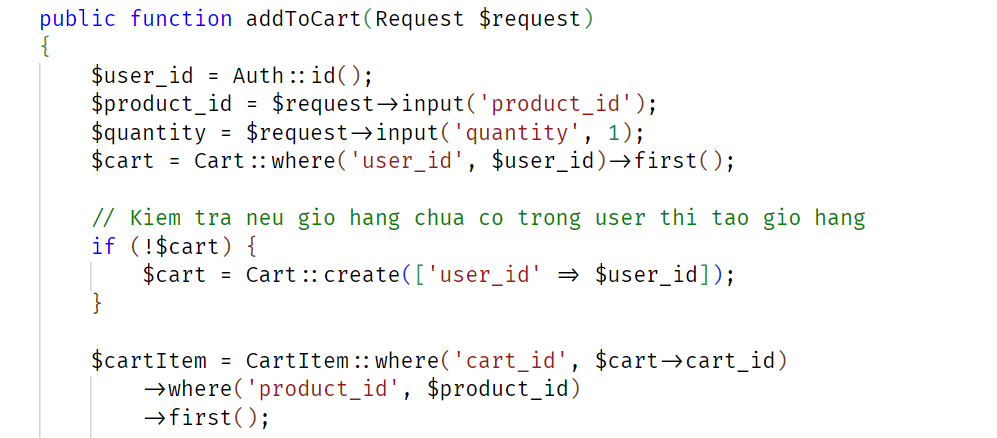 public function addToCart(Request $request)
{
$user_id = Auth::id();
$product_id = $request->input('product_id');
$quantity = $request->input('quantity', 1);
$cart = Cart::where('user_id', $user_id)->first();
// Kiem tra neu gio hang chua co trong user thi tao gio hang
if (!$cart) {
$cart = Cart::create(['user_id' => $user_id]);
}
$cartItem = CartItem::where('cart_id', $cart->cart_id)
->where('product_id', $product_id)
->first();